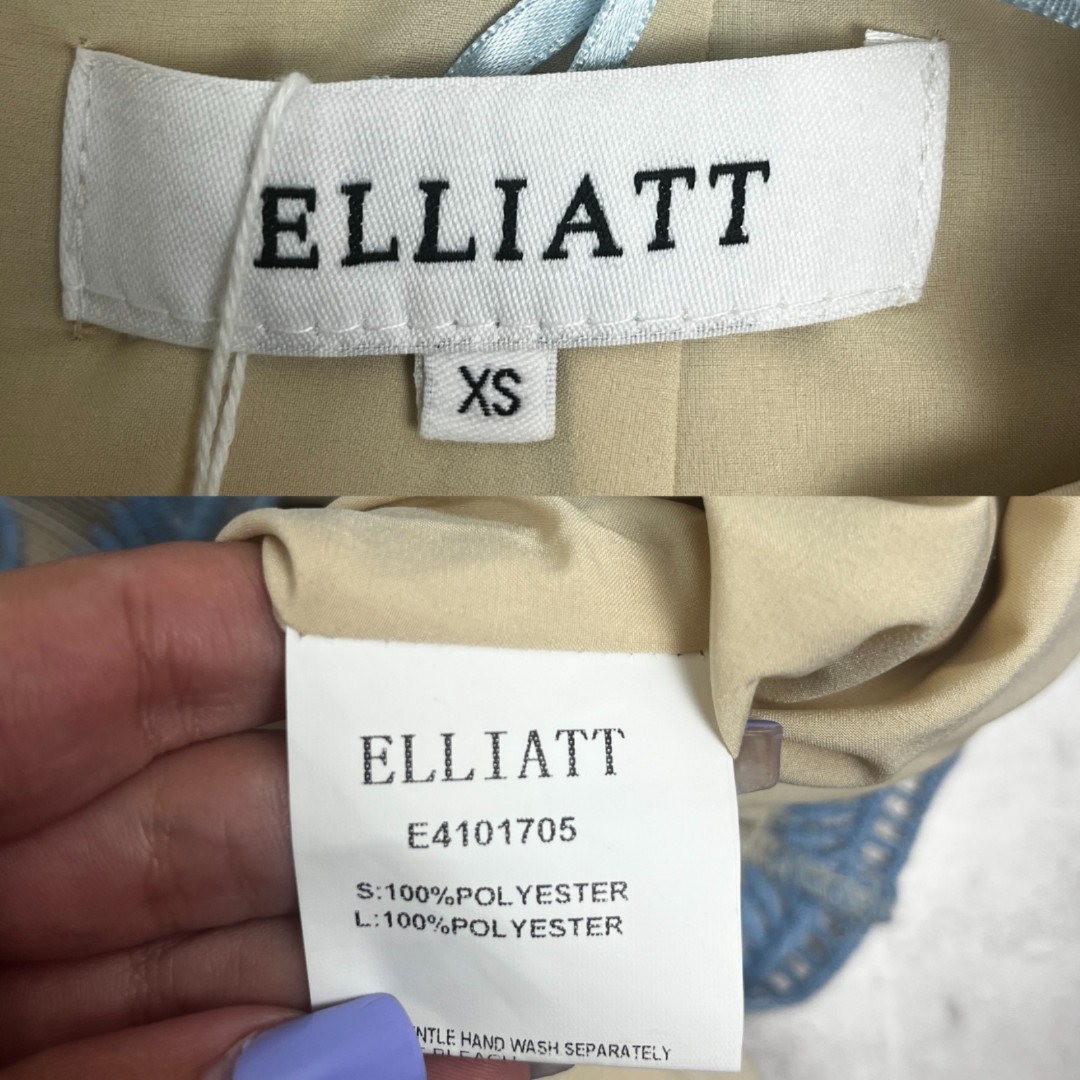 ELLIATT
XS
ELLIATT
E4101705
S:100%POLYESTER
L:100%POLYESTER
HAND WASH SEPARATELY